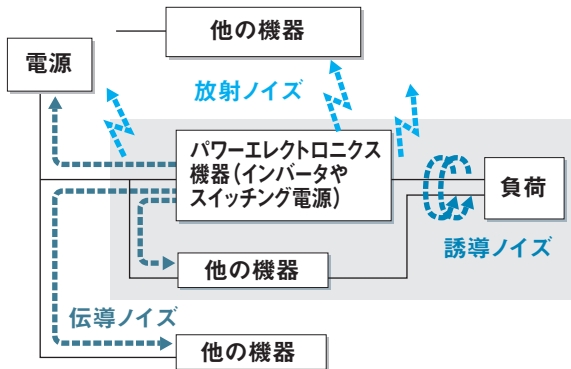 他の機器
電源
放射ノイズ
パワーエレクトロニクス
機器(インバータや
スイッチング電源)
負荷
誘導ノイズ
他の機器
伝導ノイズ
他の機器